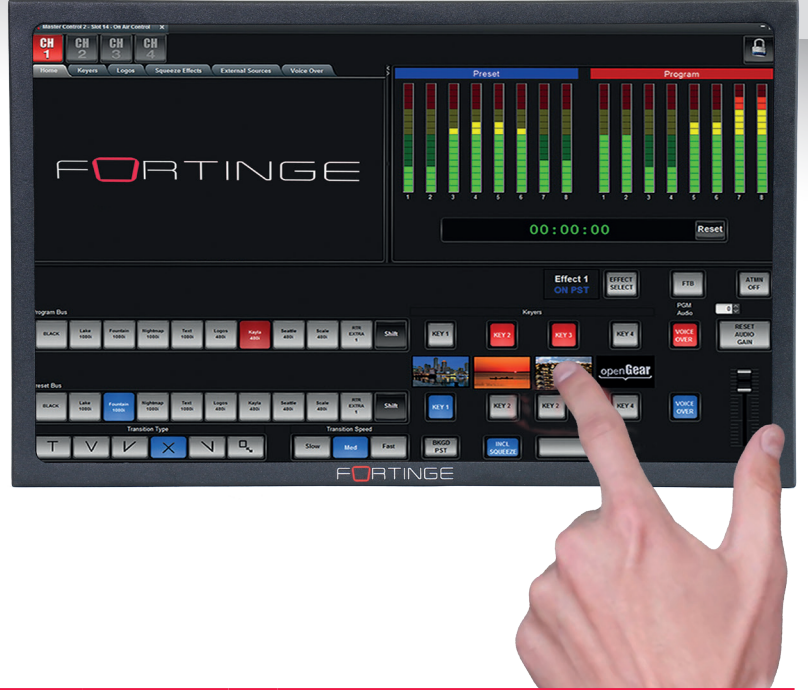 Master Control 2 - Slot 14 - On Air Control X
CH 1
CH 2
CH 3
CH 4
Home Keyers Logos Squeeze Effects External Sources Voice Over
Preset
Program
1 2 3 4 5 6 7 8
1 2 3 4 5 6 7 8
FORTINGE
00:00:00
Reset
Effect 1
ON PST
EFFECT
SELECT
FTB
ATMN
OFF
rogram Bus
Keyers
PGM
Audio
0
BLACK
Lake
1080i
Fountain
1080i
Nightmap
1080i
Text
1080i
Logos
480i
Kayla
480i
Seattle
480i
Scale
480i
RTR
EXTRA
1
Shift
KEY 1
KEY 2
KEY 3
KEY 4
VOICE
OVER
RESET
AUDIO
GAIN
openGear
reset Bus
BLACK
Lake
1080i
Fountain
1080i
Nightmap
1080i
Text
1080i
Logos
480i
Kayla
480i
Seattle
480i
Scale
480i
RTR
EXTRA
1
Shift
KEY 1
KEY 2
KEY 2
KEY 4
VOICE
OVER
Transition Type
Transition Speed
Slow
Med
Fast
BKGD
PST
INCL
SQUEEZE
FORTINGE